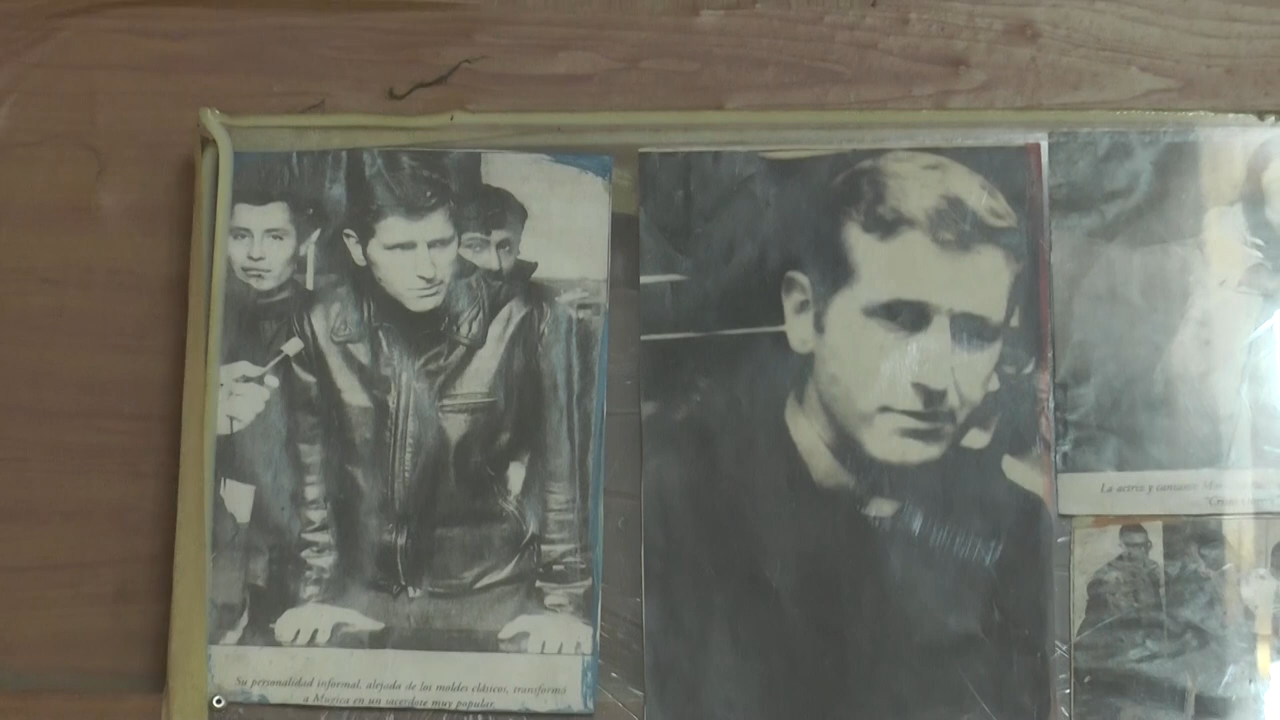 Su personalidad informal, alejada de los moldes clásicos, transformó
a Mugica en un sacerdote muy popular.
La actriz y cantante